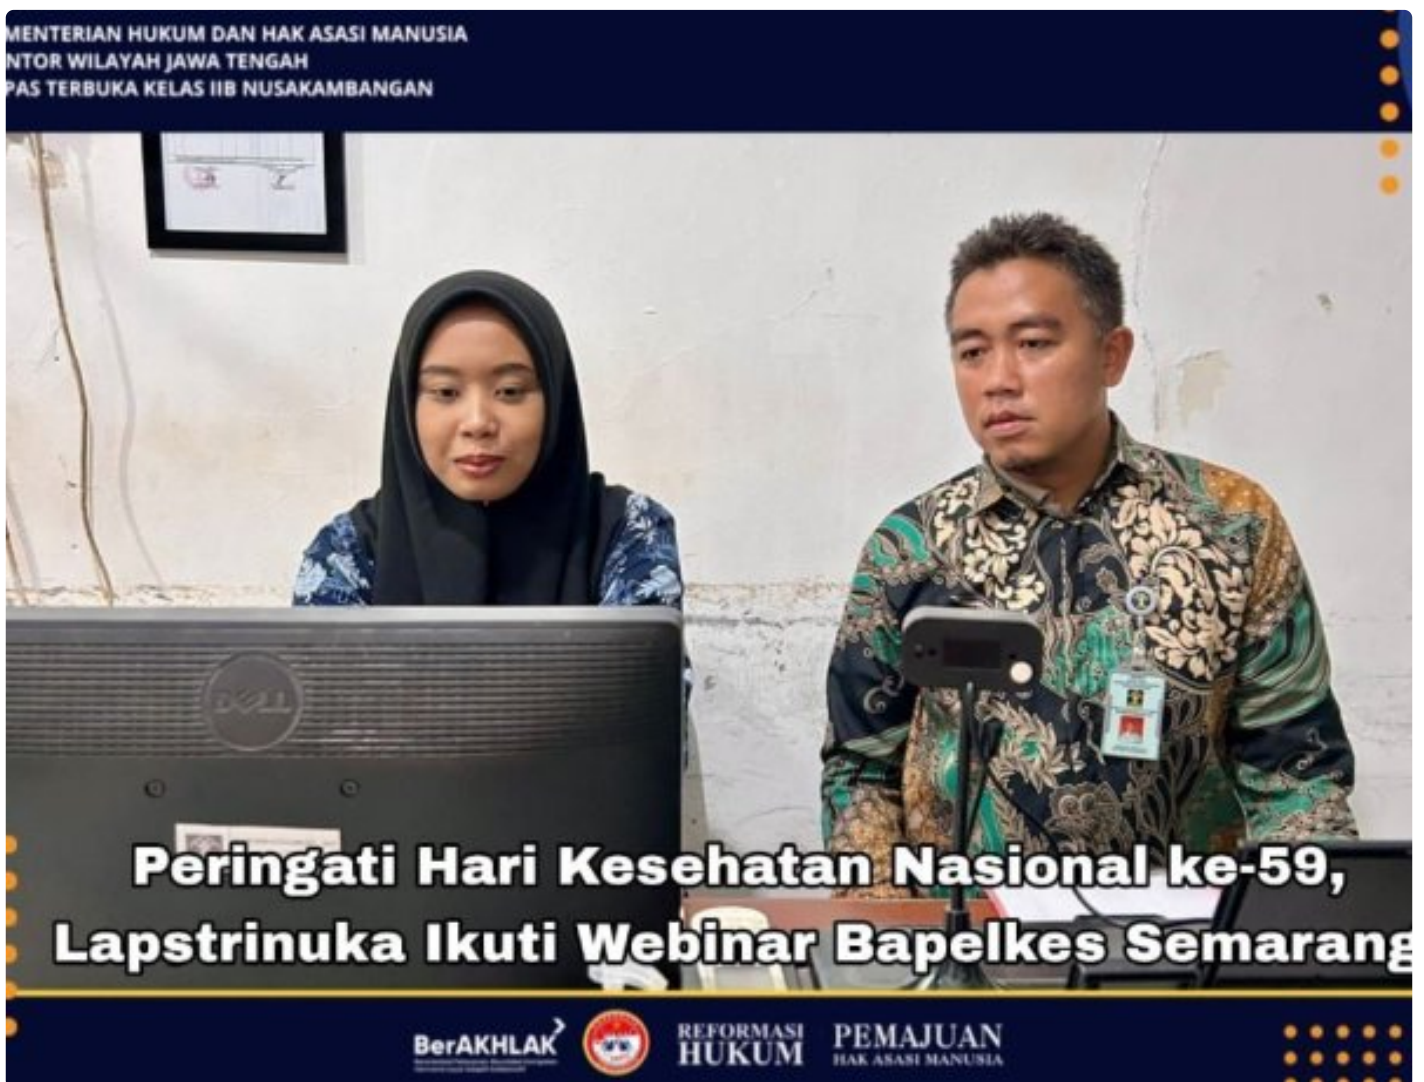 MENTERIAN HUKUM DAN HAK ASASI MANUSIA
NTOR WILAYAH JAWA TENGAH
PAS TERBUKA KELAS IIB NUSAKAMBANGAN
DELL
Peringati Hari Kesehatan Nasional ke-59,
Lapstrinuka Ikuti Webinar Bapelkes Semarang
BerAKHLAK
REFORMASI
HUKUM
PEMAJUAN
HAK ASASI MANUSIA